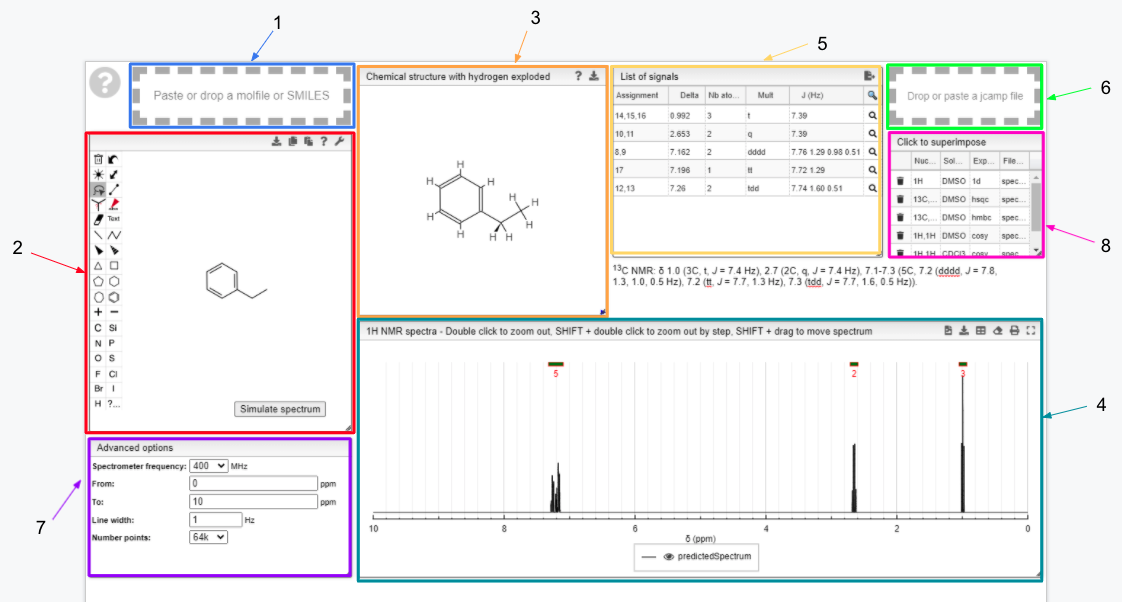 1
3
5
6
2
8
4
7
?
Paste or drop a molfile or SMILES
Chemical structure with hydrogen exploded ?
H
H
H
H
H
H
H
H
H
H
List of signals
Assignment Delta Nb ato... Mult J (Hz)
14,15,16 0.992 3 t 7.39
10,11 2.653 2 q 7.39
8,9 7.162 2 dddd 7.76 1.29 0.98 0.51
17 7.196 1 tt 7.72 1.29
12,13 7.26 2 tdd 7.74 1.60 0.51
Drop or paste a jcamp file
Click to superimpose
Nuc... Sol... Exp... File...
1H DMSO 1d spec...
13C,... DMSO hsqc spec...
13C,... DMSO hmbc spec...
1H,1H DMSO cosy spec...
1H,1H CDCl3 cosy spec...
13C NMR: δ 1.0 (3C, t, J = 7.4 Hz), 2.7 (2C, q, J = 7.4 Hz), 7.1-7.3 (5C, 7.2 (dddd, J = 7.8,
1.3, 1.0, 0.5 Hz), 7.2 (tt, J = 7.7, 1.3 Hz), 7.3 (tdd, J = 7.7, 1.6, 0.5 Hz)).
?
Text
C Si
N P
O S
F Cl
Br I
H ?...
Simulate spectrum
Advanced options
Spectrometer frequency: 400 MHz
From: 0 ppm
To: 10 ppm
Line width: 1 Hz
Number points: 64k
1H NMR spectra - Double click to zoom out, SHIFT + double click to zoom out by step, SHIFT + drag to move spectrum
5 2 3
10 8 6 4 2 0
δ (ppm)
predictedSpectrum